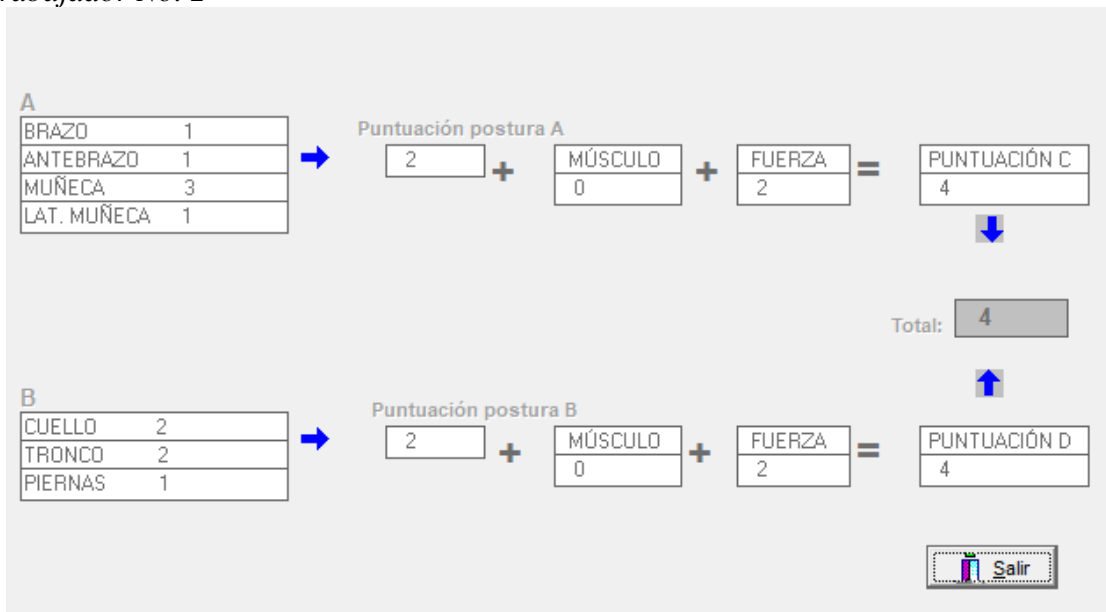 A
BRAZO 1
ANTEBRAZO 1
MUÑECA 3
LAT. MUÑECA 1
Puntuación postura A
2 + MÚSCULO 0 + FUERZA 2 = PUNTUACIÓN C 4
Total: 4
B
CUELLO 2
TRONCO 2
PIERNAS 1
Puntuación postura B
2 + MÚSCULO 0 + FUERZA 2 = PUNTUACIÓN D 4
Salir